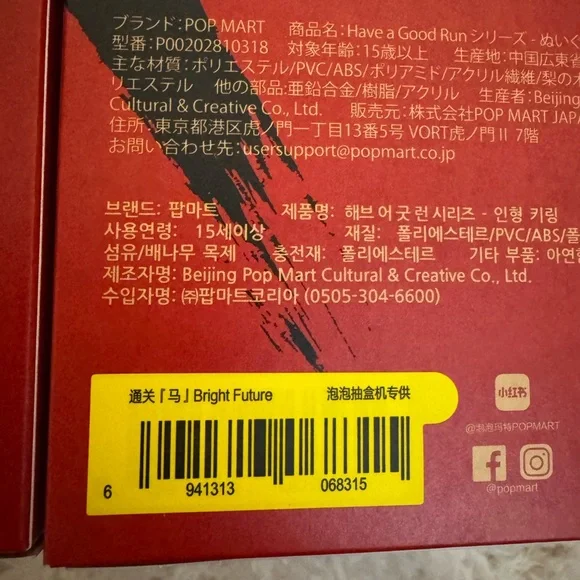 ブランド:POP MART 商品名:Have a Good Run シリーズ - ぬいぐ
型番:P00202810318 対象年齢:15歳以上 生産地:中国広東省
主な材質:ポリエステル/PVC/ABS/ポリアミド/アクリル繊維/梨の
リエステル 他の部品:亜鉛合金/樹脂/アクリル 生産者:Beijing
Cultural & Creative Co., Ltd. 販売元:株式会社POP MART JAPA
住所:東京都港区虎ノ門一丁目13番5号 VORT虎ノ門Ⅱ 7階
お問い合わせ先:usersupport@popmart.co.jp
브랜드: 팝마트 제품명: 해브 어 굿 런 시리즈 - 인형 키링
사용연령: 15세이상 재질: 폴리에스테르/PVC/ABS/폴
섬유/배나무 목제 충전재: 폴리에스테르 기타 부품: 아연합
제조자명: Beijing Pop Mart Cultural & Creative Co., Ltd.
수입자명: ㈜팝마트코리아 (0505-304-6600)
通关『马』Bright Future 泡泡抽盒机专供
6 941313 068315
小红书
@泡泡玛特POPMART
@popmart